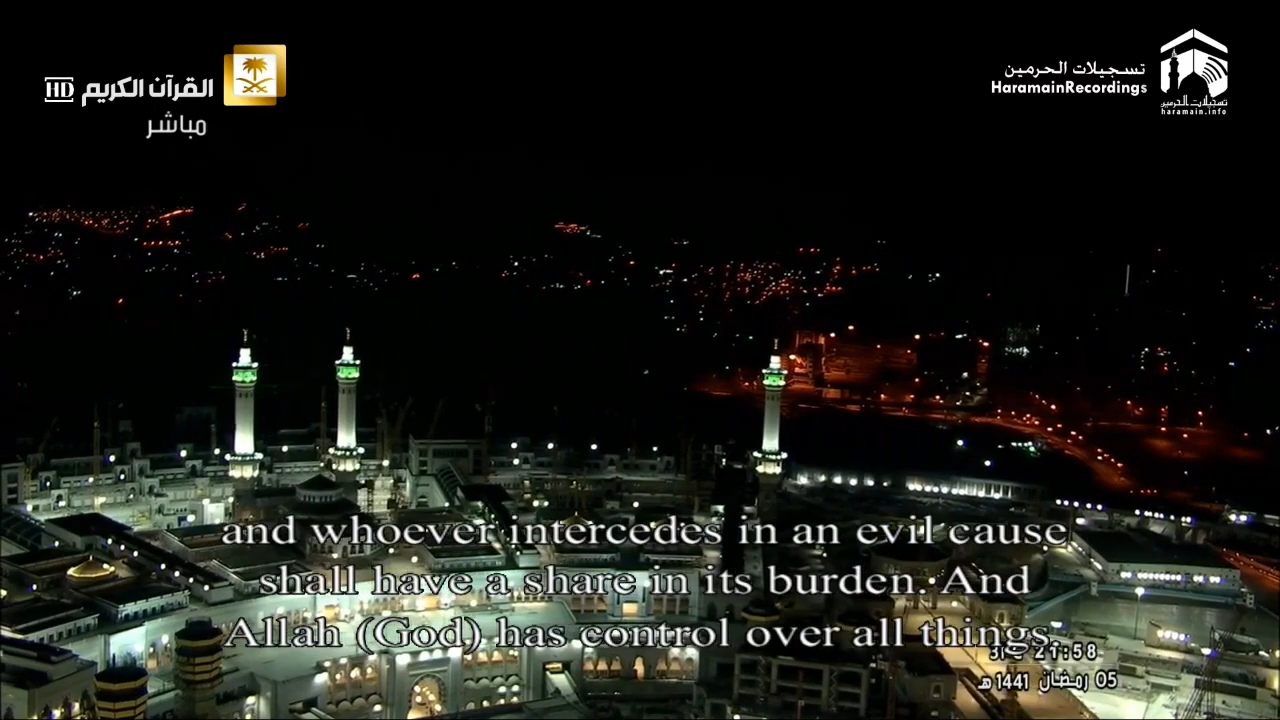 القرآن الكريم HD
مباشر
تسجيلات الحرمين
HaramainRecordings
تسجيلات الحرمين
haramain.info
and whoever intercedes in an evil cause
shall have a share in its burden. And
Allah (God) has control over all things.
21:58
05 رمضان 1441هـ